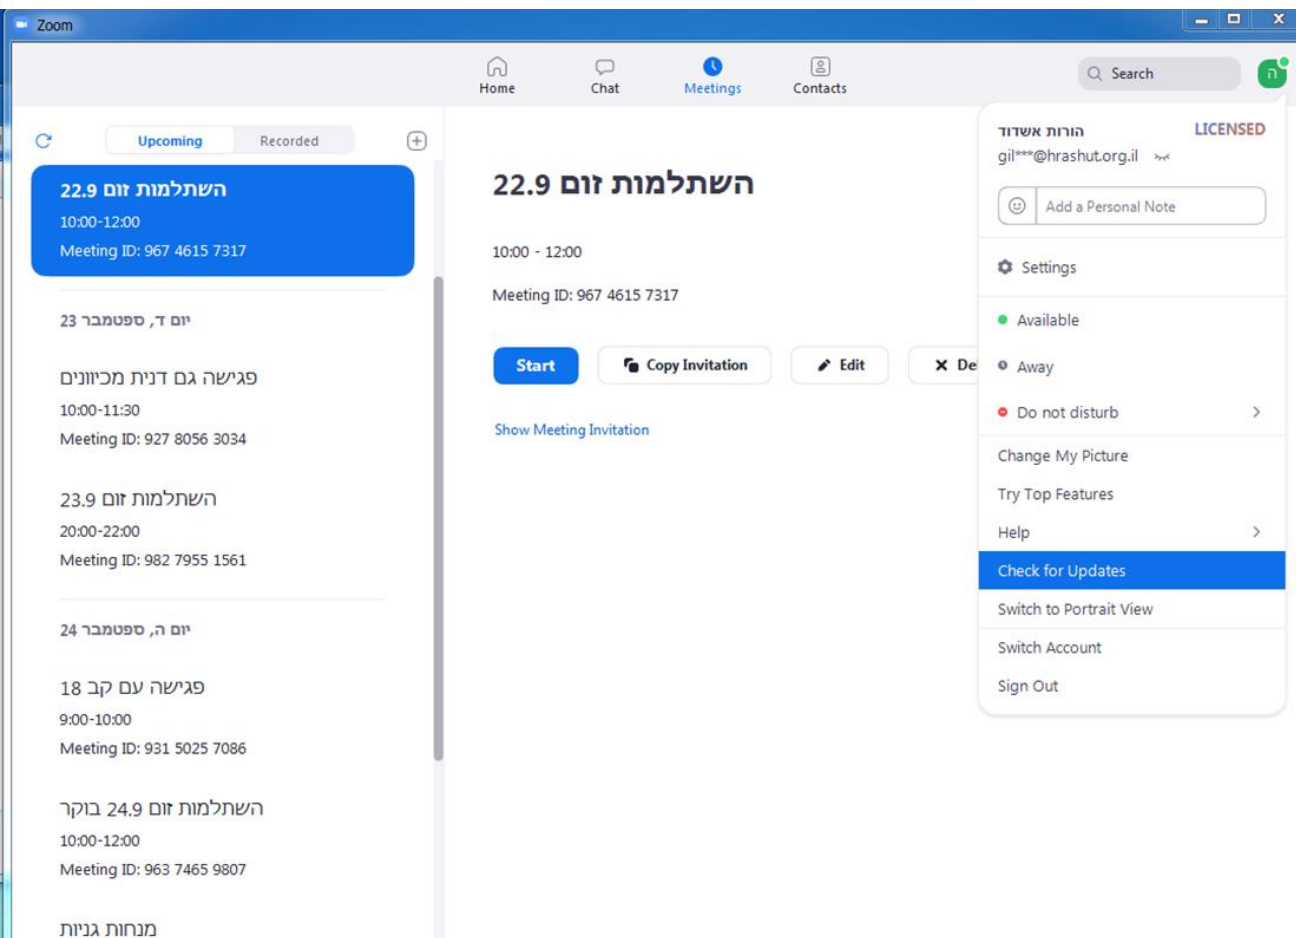 Zoom
Home
Chat
Meetings
Contacts
Search
ה
Upcoming
Recorded
השתלמות זום 22.9
10:00-12:00
Meeting ID: 967 4615 7317
יום ד, ספטמבר 23
פגישה גם דנית מכיוונים
10:00-11:30
Meeting ID: 927 8056 3034
השתלמות זום 23.9
20:00-22:00
Meeting ID: 982 7955 1561
יום ה, ספטמבר 24
פגישה עם קב 18
9:00-10:00
Meeting ID: 931 5025 7086
השתלמות זום 24.9 בוקר
10:00-12:00
Meeting ID: 963 7465 9807
מנחות גניות
השתלמות זום 22.9
10:00 - 12:00
Meeting ID: 967 4615 7317
Start
Copy Invitation
Edit
De
Show Meeting Invitation
הורות אשדוד
LICENSED
gil***@hrashut.org.il
Add a Personal Note
Settings
Available
Away
Do not disturb
Change My Picture
Try Top Features
Help
Check for Updates
Switch to Portrait View
Switch Account
Sign Out